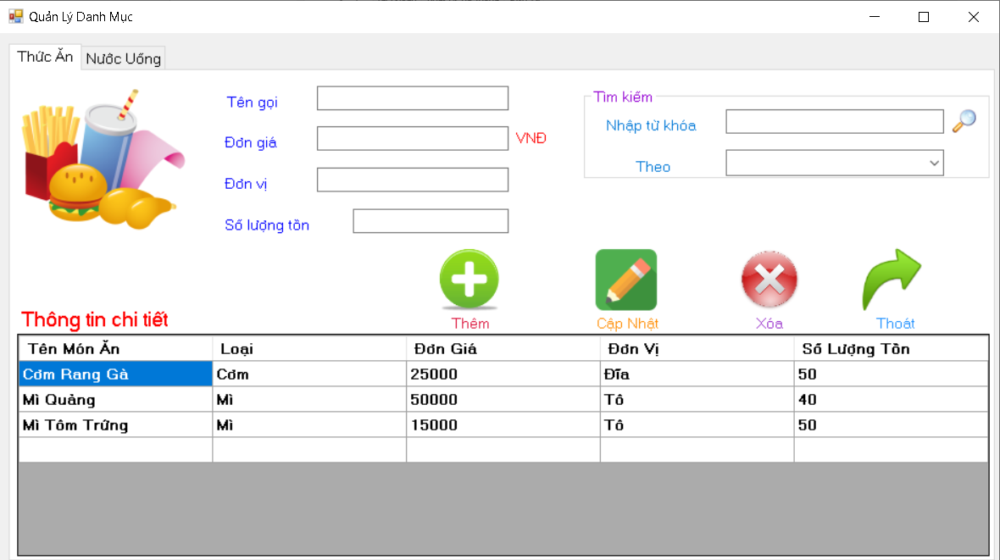 Quản Lý Danh Mục
Thức Ăn Nước Uống
Tên gọi
Đơn giá VNĐ
Đơn vị
Số lượng tồn
Tìm kiếm
Nhập từ khóa
Theo
Thêm Cập Nhật Xóa Thoát
Thông tin chi tiết
Tên Món Ăn Loại Đơn Giá Đơn Vị Số Lượng Tồn
Cơm Rang Gà Cơm 25000 Đĩa 50
Mì Quảng Mì 50000 Tô 40
Mì Tôm Trứng Mì 15000 Tô 50